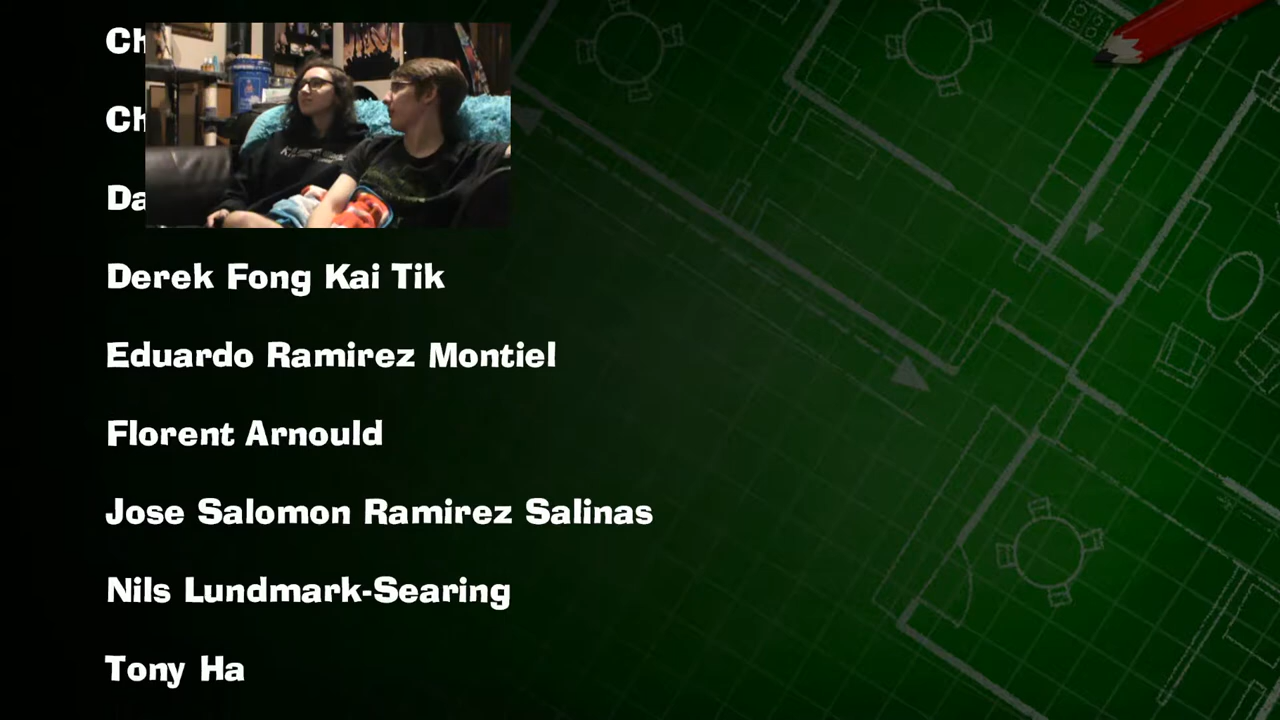 Derek Fong Kai Tik
Eduardo Ramirez Montiel
Florent Arnould
Jose Salomon Ramirez Salinas
Nils Lundmark-Searing
Tony Ha